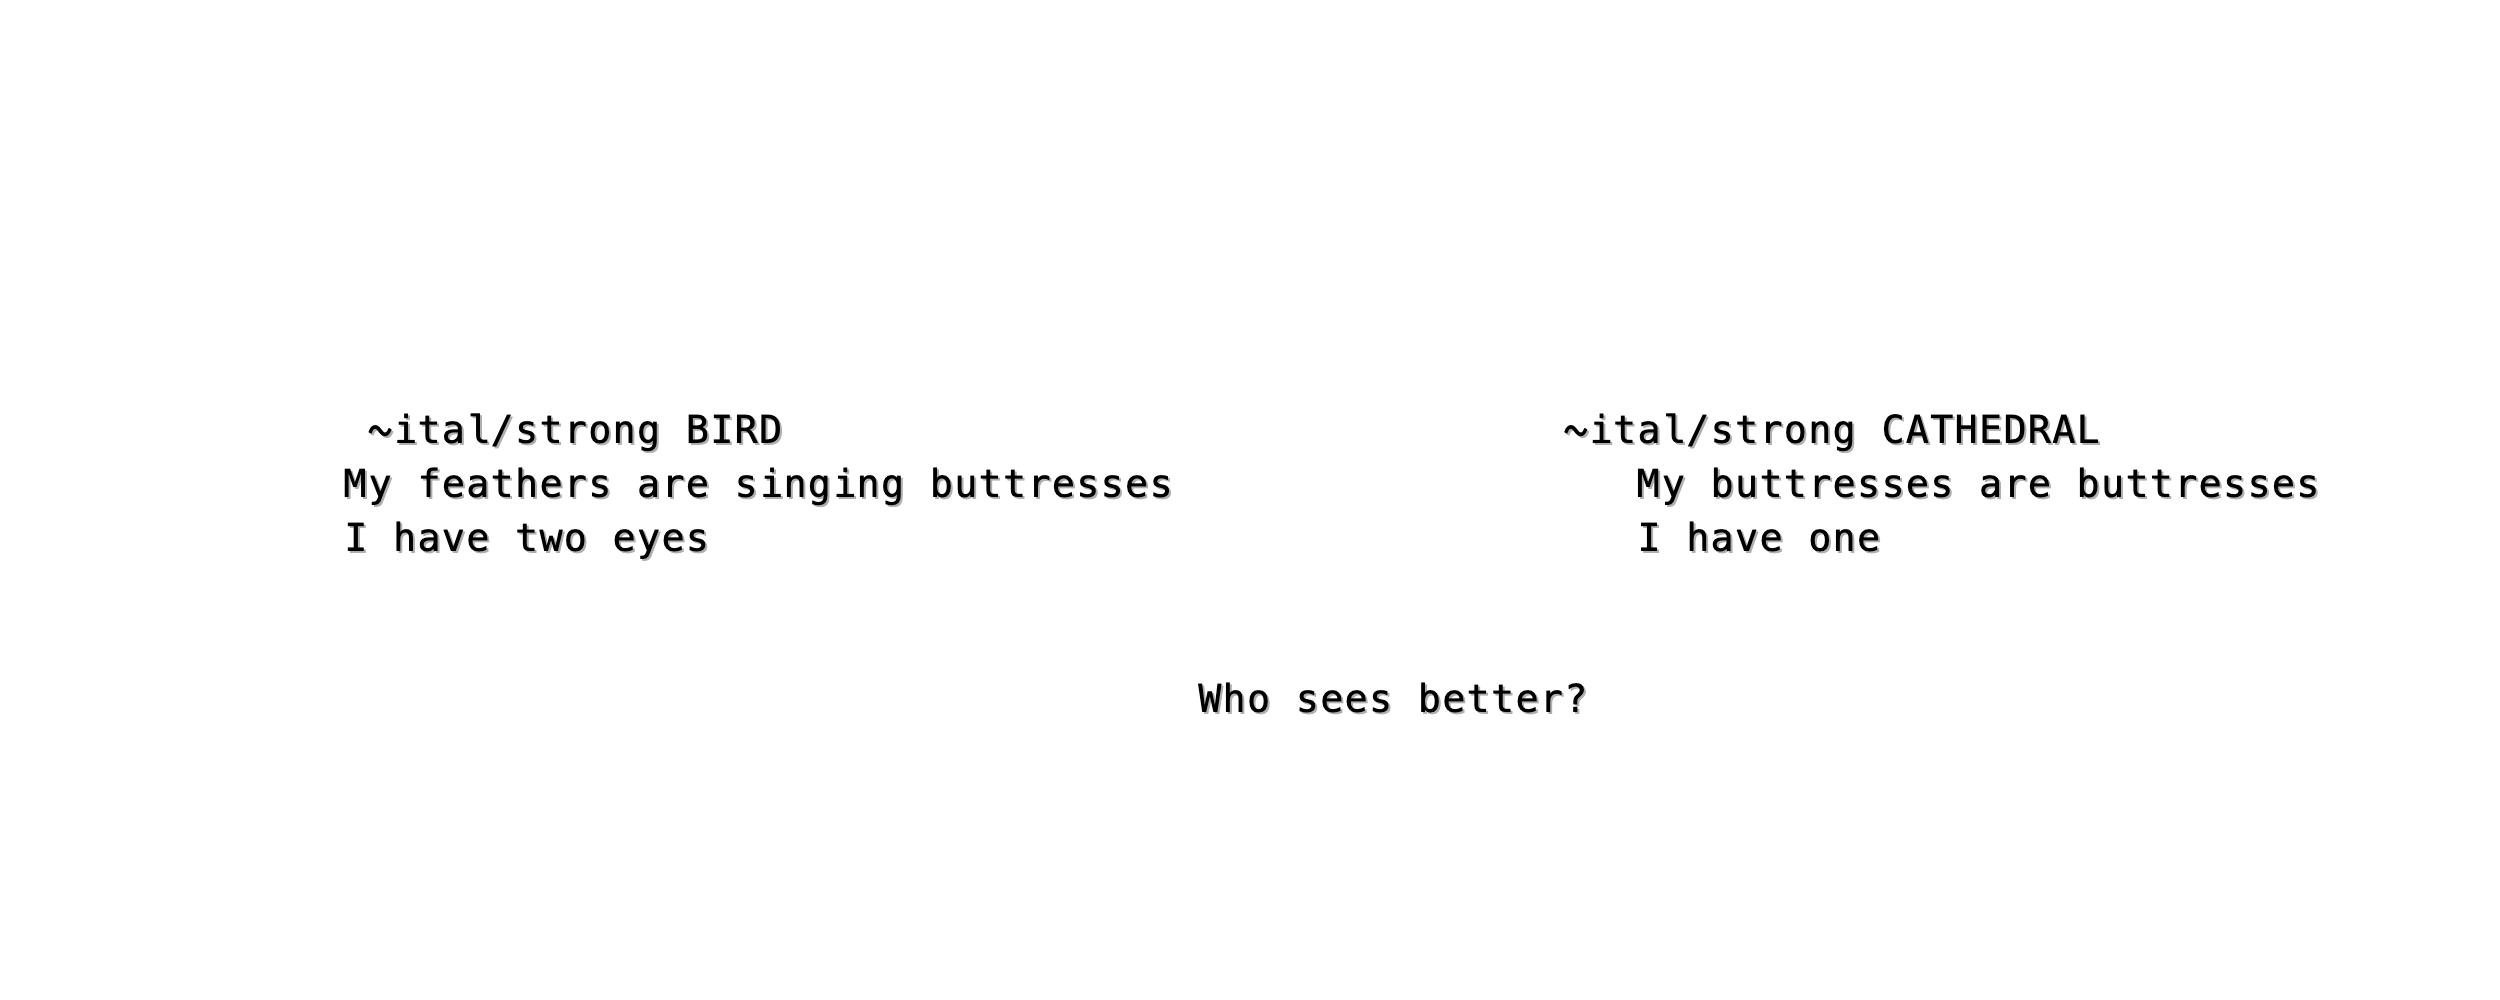 ~ital/strong BIRD
My feathers are singing buttresses
I have two eyes
~ital/strong CATHEDRAL
My buttresses are buttresses
I have one
Who sees better?